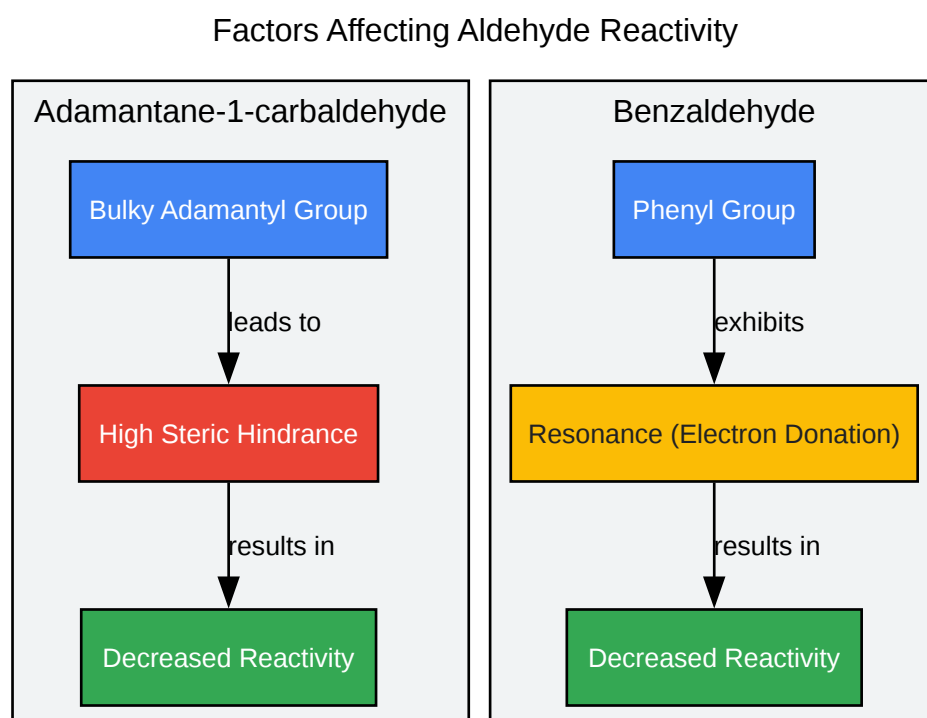 Factors Affecting Aldehyde Reactivity
Adamantane-1-carbaldehyde
Bulky Adamantyl Group
leads to
High Steric Hindrance
results in
Decreased Reactivity
Benzaldehyde
Phenyl Group
exhibits
Resonance (Electron Donation)
results in
Decreased Reactivity